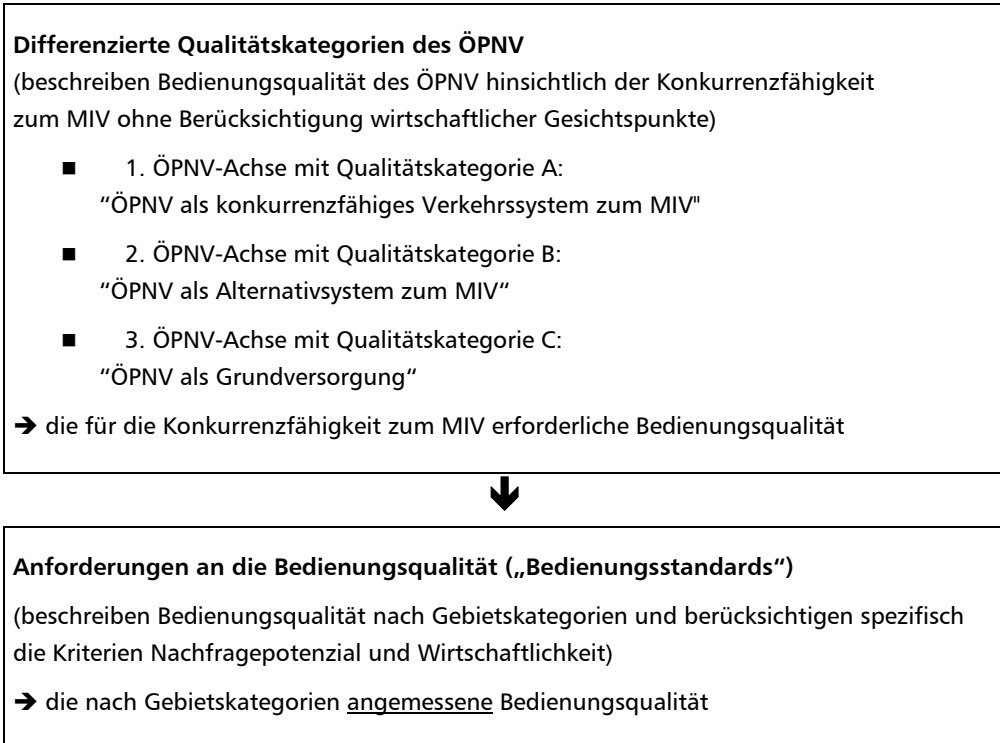 Differenzierte Qualitätskategorien des ÖPNV
(beschreiben Bedienungsqualität des ÖPNV hinsichtlich der Konkurrenzfähigkeit
zum MIV ohne Berücksichtigung wirtschaftlicher Gesichtspunkte)
■ 1. ÖPNV-Achse mit Qualitätskategorie A:
“ÖPNV als konkurrenzfähiges Verkehrssystem zum MIV"
■ 2. ÖPNV-Achse mit Qualitätskategorie B:
“ÖPNV als Alternativsystem zum MIV“
■ 3. ÖPNV-Achse mit Qualitätskategorie C:
“ÖPNV als Grundversorgung“
➔ die für die Konkurrenzfähigkeit zum MIV erforderliche Bedienungsqualität
Anforderungen an die Bedienungsqualität („Bedienungsstandards“)
(beschreiben Bedienungsqualität nach Gebietskategorien und berücksichtigen spezifisch
die Kriterien Nachfragepotenzial und Wirtschaftlichkeit)
➔ die nach Gebietskategorien angemessene Bedienungsqualität